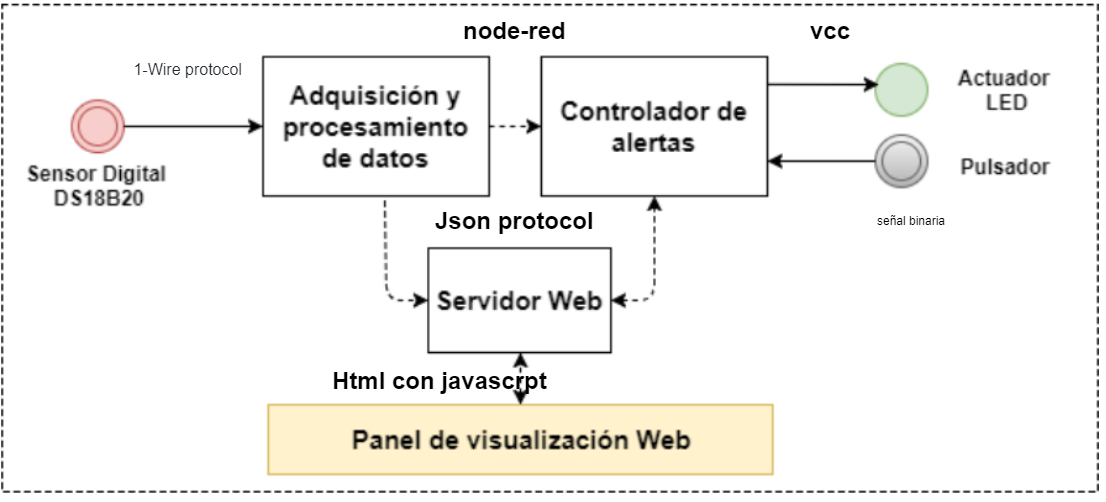 node-red
vcc
1-Wire protocol
Adquisición y
procesamiento
de datos
Controlador de
alertas
Actuador
LED
Sensor Digital
DS18B20
Pulsador
señal binaria
Json protocol
Servidor Web
Html con javascrpt
Panel de visualización Web